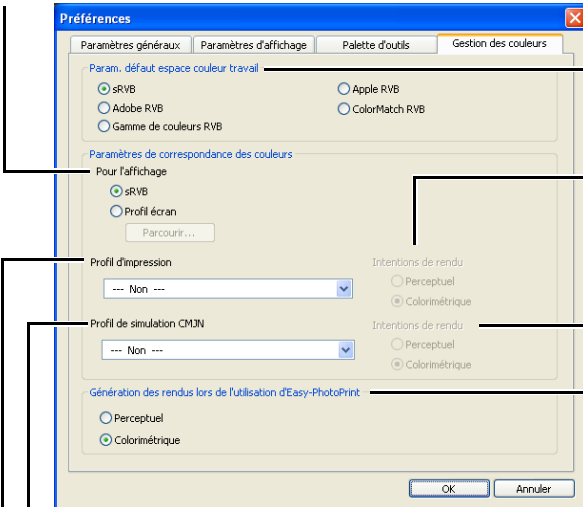 Préférences
Paramètres généraux
Paramètres d'affichage
Palette d'outils
Gestion des couleurs
Param. défaut espace couleur travail
sRVB
Apple RVB
Adobe RVB
ColorMatch RVB
Gamme de couleurs RVB
Paramètres de correspondance des couleurs
Pour l'affichage
sRVB
Profil écran
Parcourir...
Profil d'impression
Intentions de rendu
--- Non ---
Perceptuel
Colorimétrique
Profil de simulation CMJN
Intentions de rendu
--- Non ---
Perceptuel
Colorimétrique
Génération des rendus lors de l'utilisation d'Easy-PhotoPrint
Perceptuel
Colorimétrique
OK
Annuler